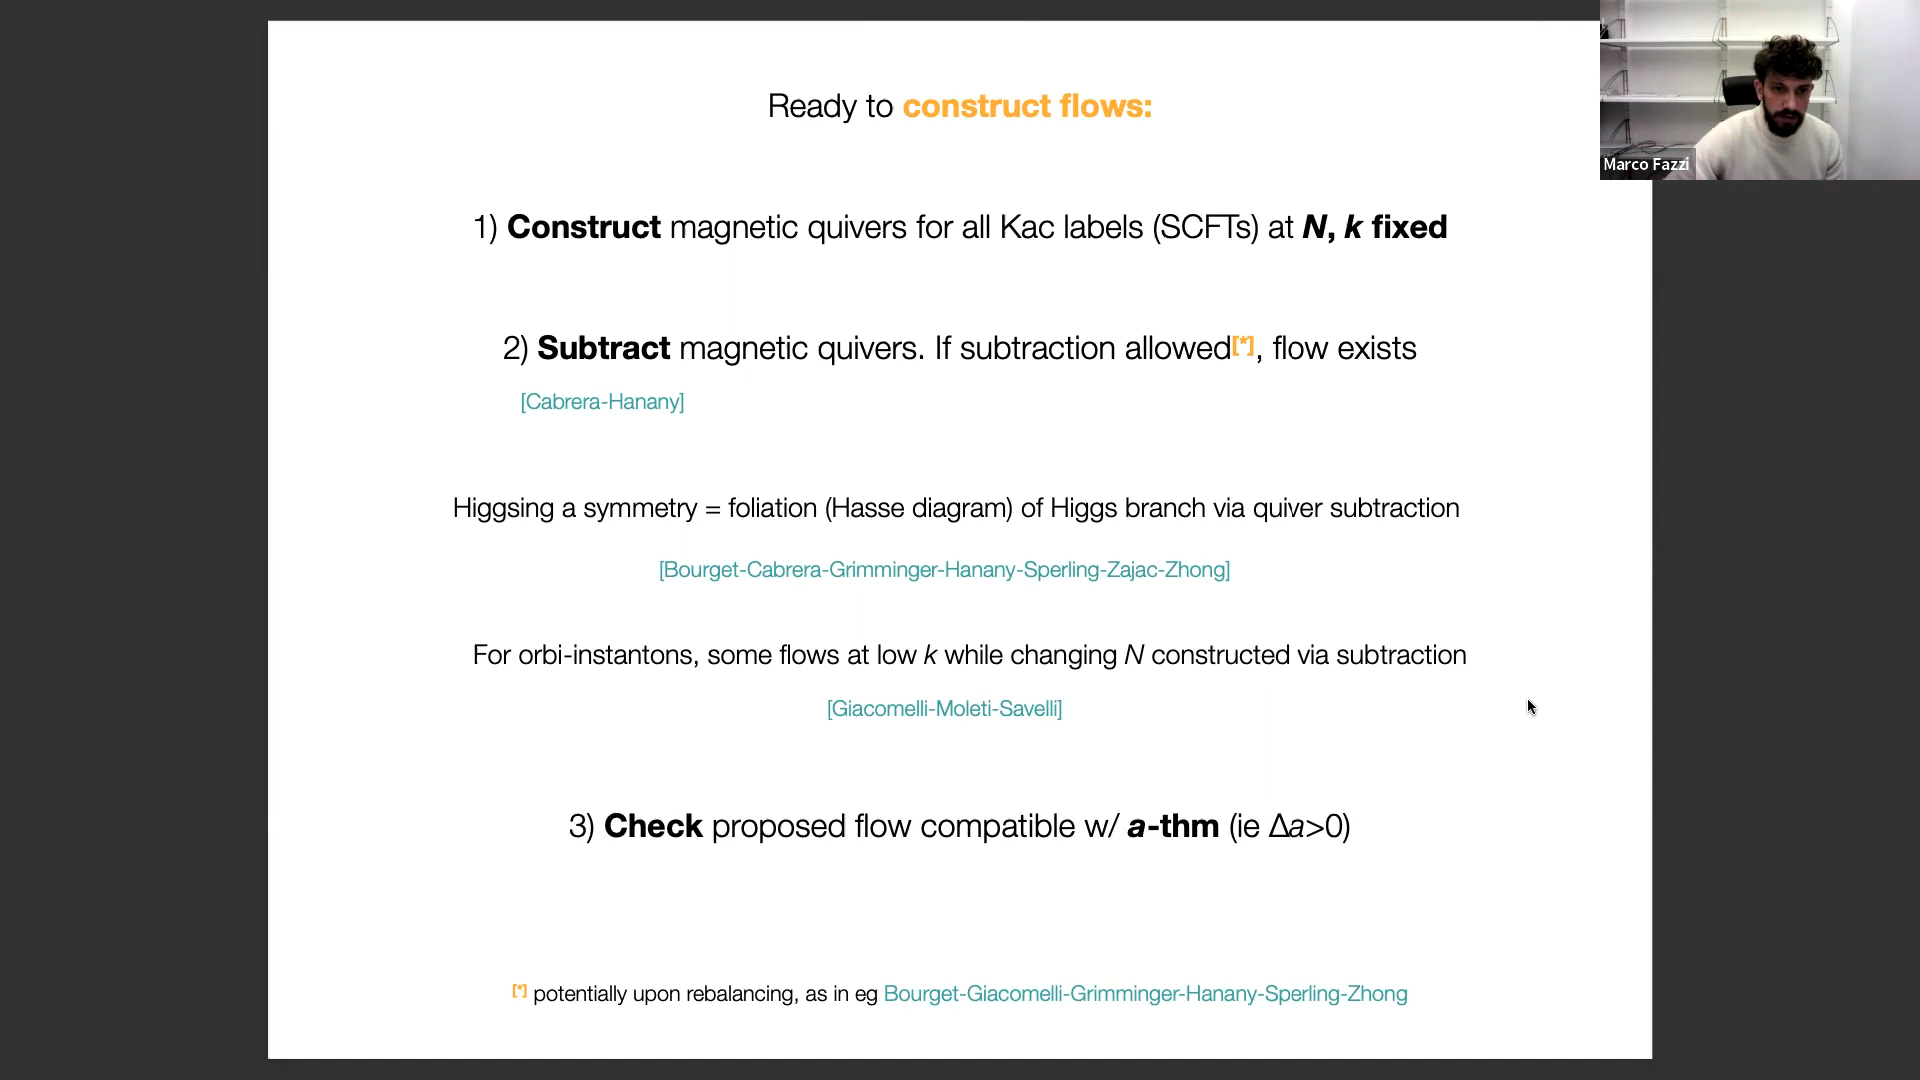 Ready to construct flows:
Marco Fazzi
1) Construct magnetic quivers for all Kac labels (SCFTs) at N, k fixed
2) Subtract magnetic quivers. If subtraction allowed[*], flow exists
[Cabrera-Hanany]
Higgsing a symmetry = foliation (Hasse diagram) of Higgs branch via quiver subtraction
[Bourget-Cabrera-Grimminger-Hanany-Sperling-Zajac-Zhong]
For orbi-instantons, some flows at low k while changing N constructed via subtraction
[Giacomelli-Moleti-Savelli]
3) Check proposed flow compatible w/ a-thm (ie Δa>0)
[*] potentially upon rebalancing, as in eg Bourget-Giacomelli-Grimminger-Hanany-Sperling-Zhong